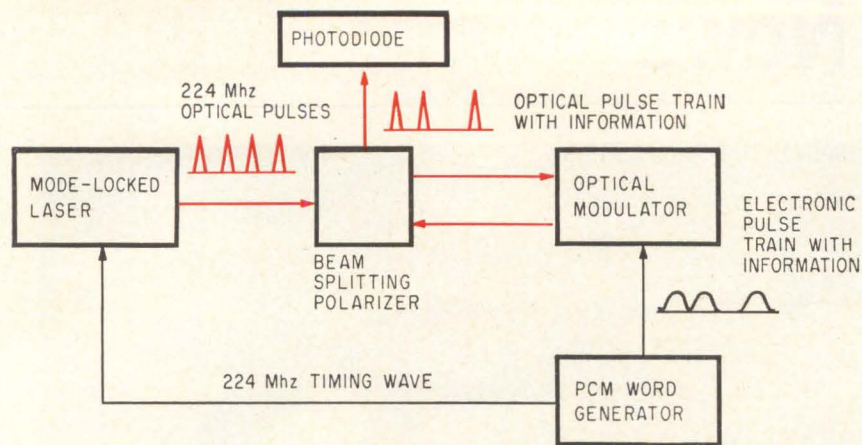 PHOTODIODE
224 Mhz
OPTICAL PULSES
OPTICAL PULSE TRAIN
WITH INFORMATION
MODE-LOCKED
LASER
OPTICAL
MODULATOR
ELECTRONIC
PULSE
TRAIN WITH
INFORMATION
BEAM
SPLITTING
POLARIZER
224 Mhz TIMING WAVE
PCM WORD
GENERATOR